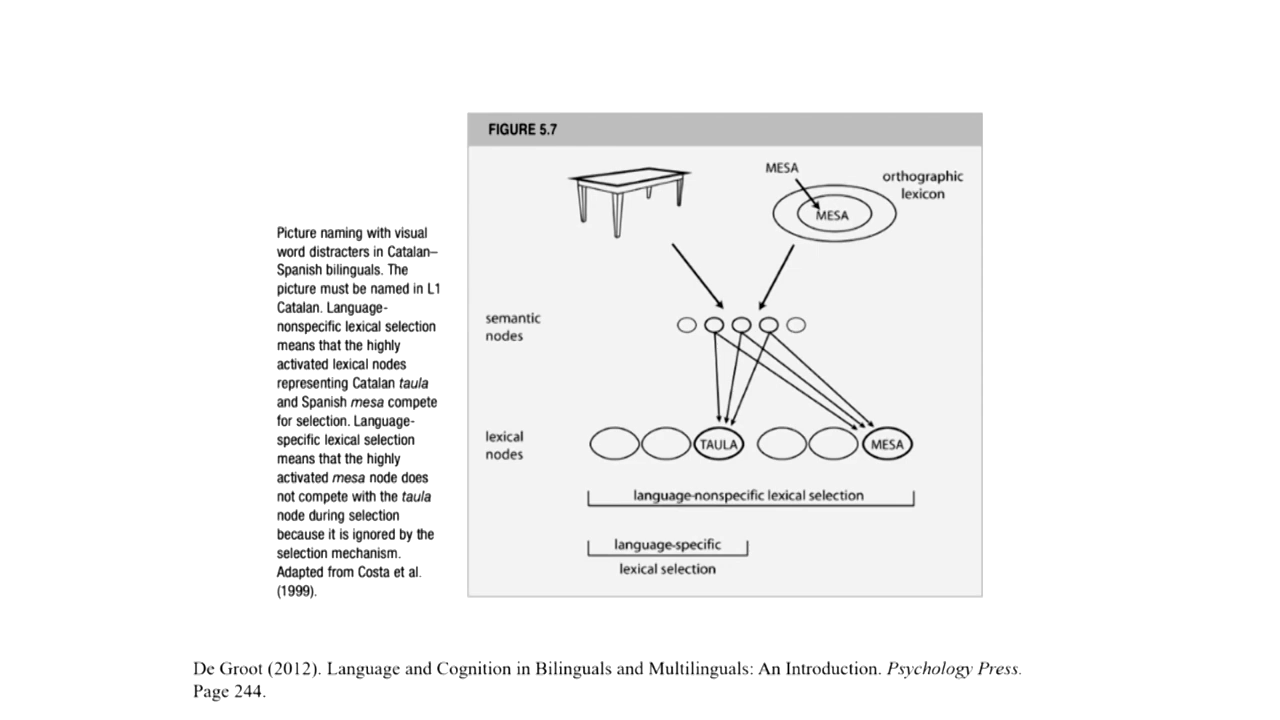 FIGURE 5.7
MESA
orthographic
lexicon
MESA
Picture naming with visual
word distracters in Catalan–
Spanish bilinguals. The
picture must be named in L1
Catalan. Language-
nonspecific lexical selection
means that the highly
activated lexical nodes
representing Catalan taula
and Spanish mesa compete
for selection. Language-
specific lexical selection
means that the highly
activated mesa node does
not compete with the taula
node during selection
because it is ignored by the
selection mechanism.
Adapted from Costa et al.
(1999).
semantic
nodes
lexical
nodes
TAULA
MESA
language-nonspecific lexical selection
language-specific
lexical selection
De Groot (2012). Language and Cognition in Bilinguals and Multilinguals: An Introduction. Psychology Press.
Page 244.